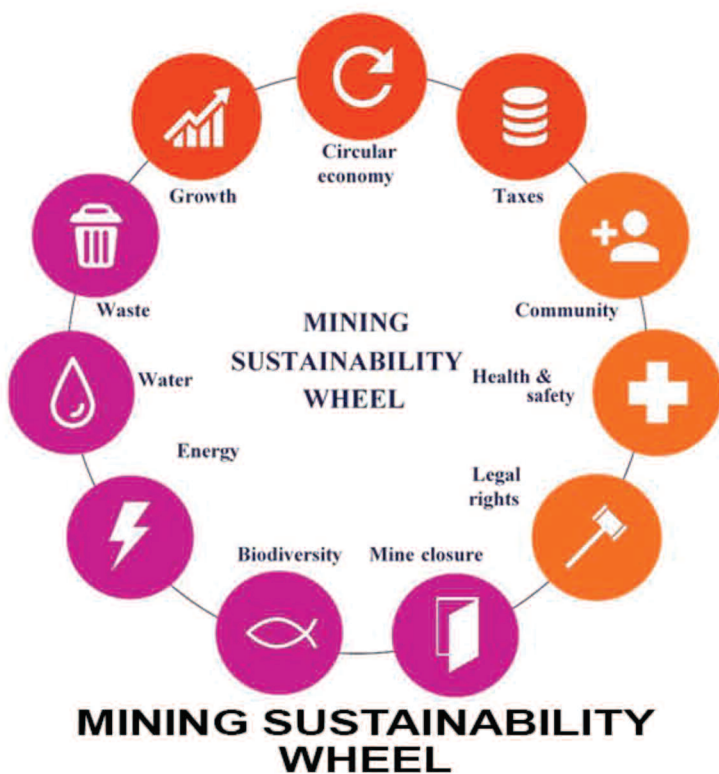 Circular
economy
Growth
Taxes
Waste
Community
MINING
SUSTAINABILITY
WHEEL
Water
Health &
safety
Energy
Legal
rights
Biodiversity
Mine closure
MINING SUSTAINABILITY
WHEEL